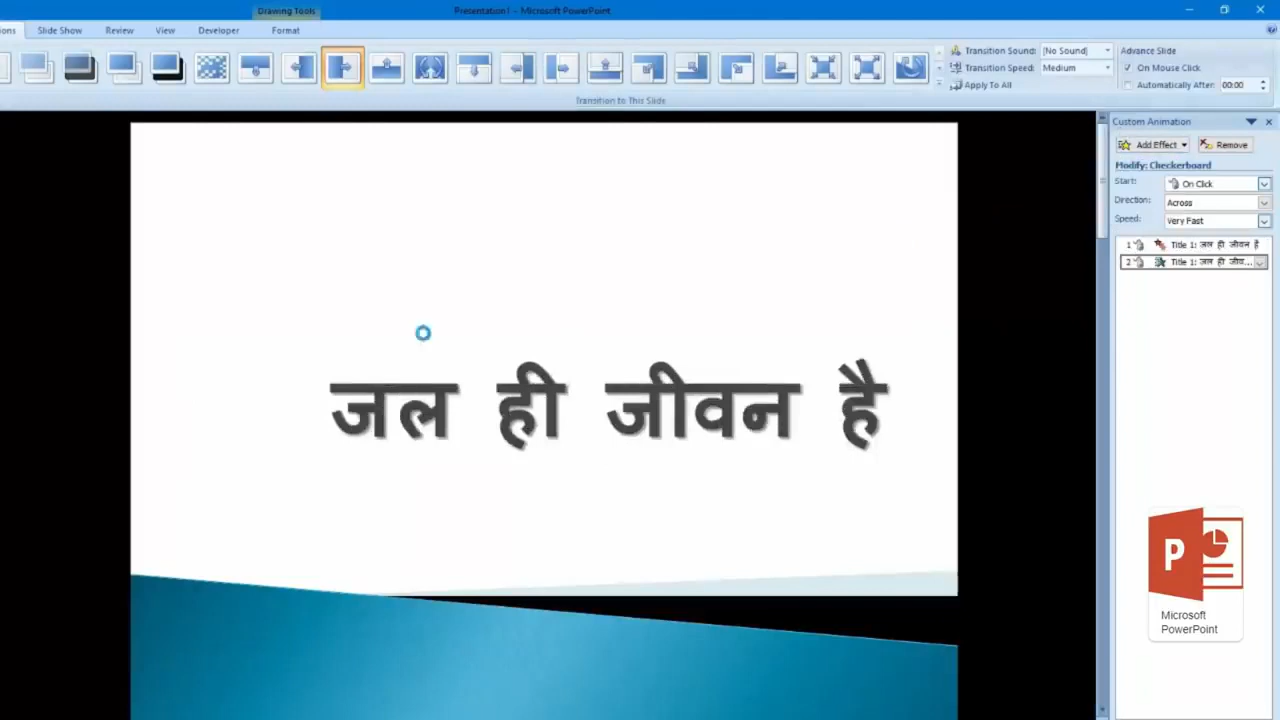 Drawing Tools
Presentation1 - Microsoft PowerPoint
ions Slide Show Review View Developer Format
Transition Sound: [No Sound]
Transition Speed: Medium
Apply To All
Advance Slide
On Mouse Click
Automatically After: 00:00
Transition to This Slide
Custom Animation
Add Effect Remove
Modify: Checkerboard
Start: On Click
Direction: Across
Speed: Very Fast
1 Title 1: जल ही जीवन है
2 Title 1: जल ही जीव...
जल ही जीवन है
P
Microsoft
PowerPoint